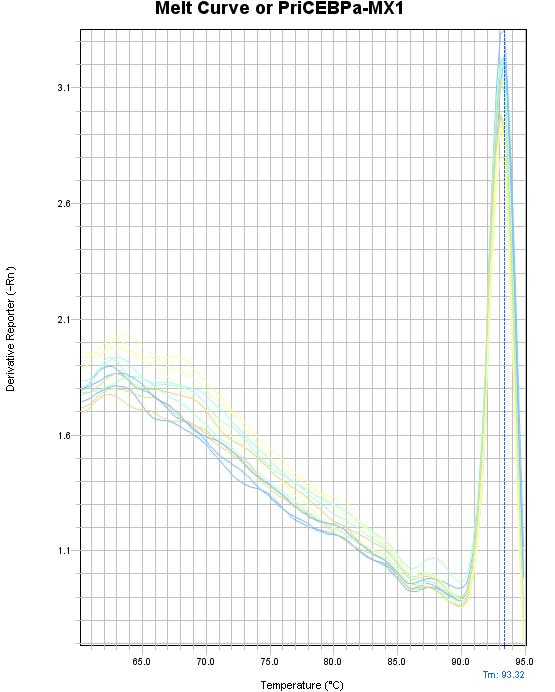 Melt Curve or PriCEBPa-MX1
Derivative Reporter (-Rn')
3.1
2.6
2.1
1.6
1.1
65.0 70.0 75.0 80.0 85.0 90.0 95.0
Tm: 93.32
Temperature (°C)